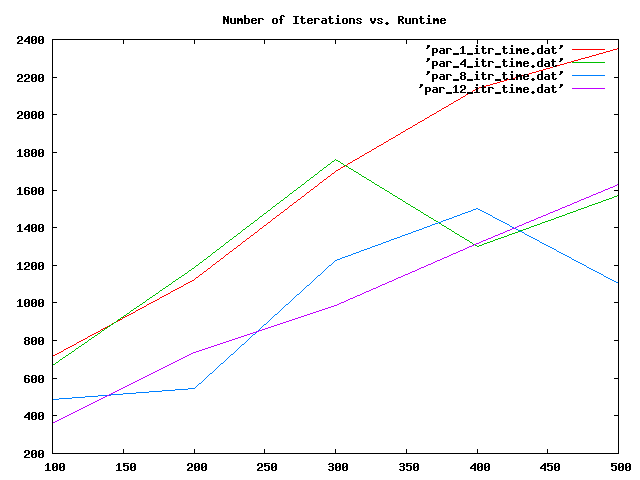 Number of Iterations vs. Runtime
2400
2200
2000
1800
1600
1400
1200
1000
800
600
400
200
'par_1_itr_time.dat'
'par_4_itr_time.dat'
'par_8_itr_time.dat'
'par_12_itr_time.dat'
100 150 200 250 300 350 400 450 500